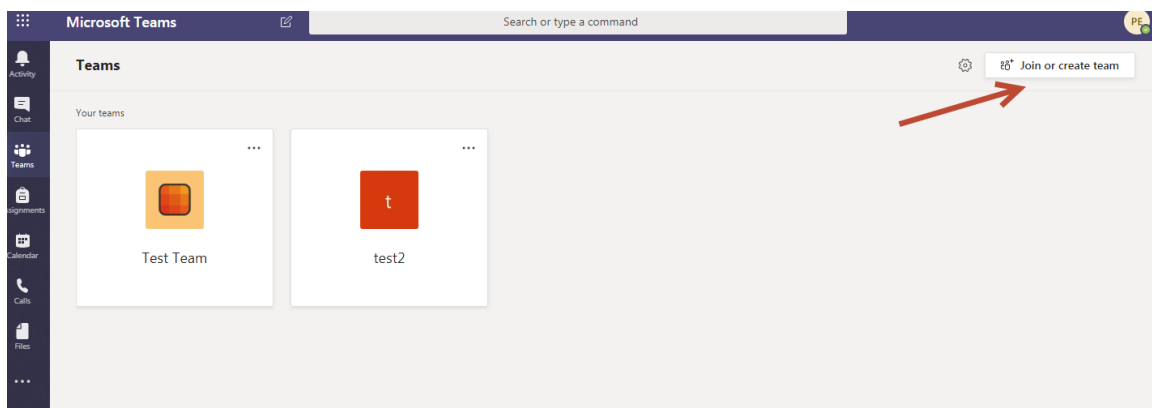 Microsoft Teams
Search or type a command
PE
Activity
Chat
Teams
ssignments
Calendar
Calls
Files
Teams
Join or create team
Your teams
Test Team
t
test2